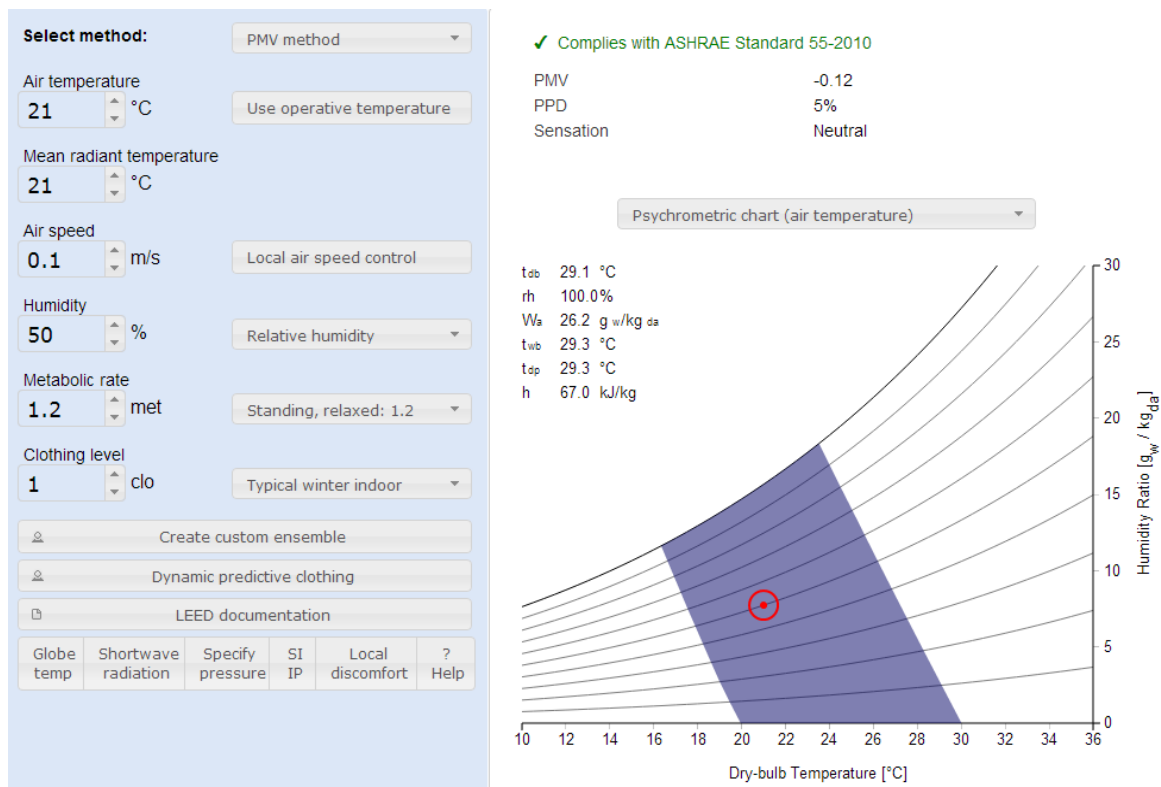 Select method:
PMV method
Air temperature
21 °C
Use operative temperature
Mean radiant temperature
21 °C
Air speed
0.1 m/s
Local air speed control
Humidity
50 %
Relative humidity
Metabolic rate
1.2 met
Standing, relaxed: 1.2
Clothing level
1 clo
Typical winter indoor
Create custom ensemble
Dynamic predictive clothing
LEED documentation
Globe temp
Shortwave radiation
Specify pressure
SI IP
Local discomfort
? Help
✓ Complies with ASHRAE Standard 55-2010
PMV -0.12
PPD 5%
Sensation Neutral
Psychrometric chart (air temperature)
tdb 29.1 °C
rh 100.0%
Wa 26.2 g w/kg da
twb 29.3 °C
tdp 29.3 °C
h 67.0 kJ/kg
30
25
20
15
10
5
0
Humidity Ratio [gw / kgda]
10 12 14 16 18 20 22 24 26 28 30 32 34 36
Dry-bulb Temperature [°C]